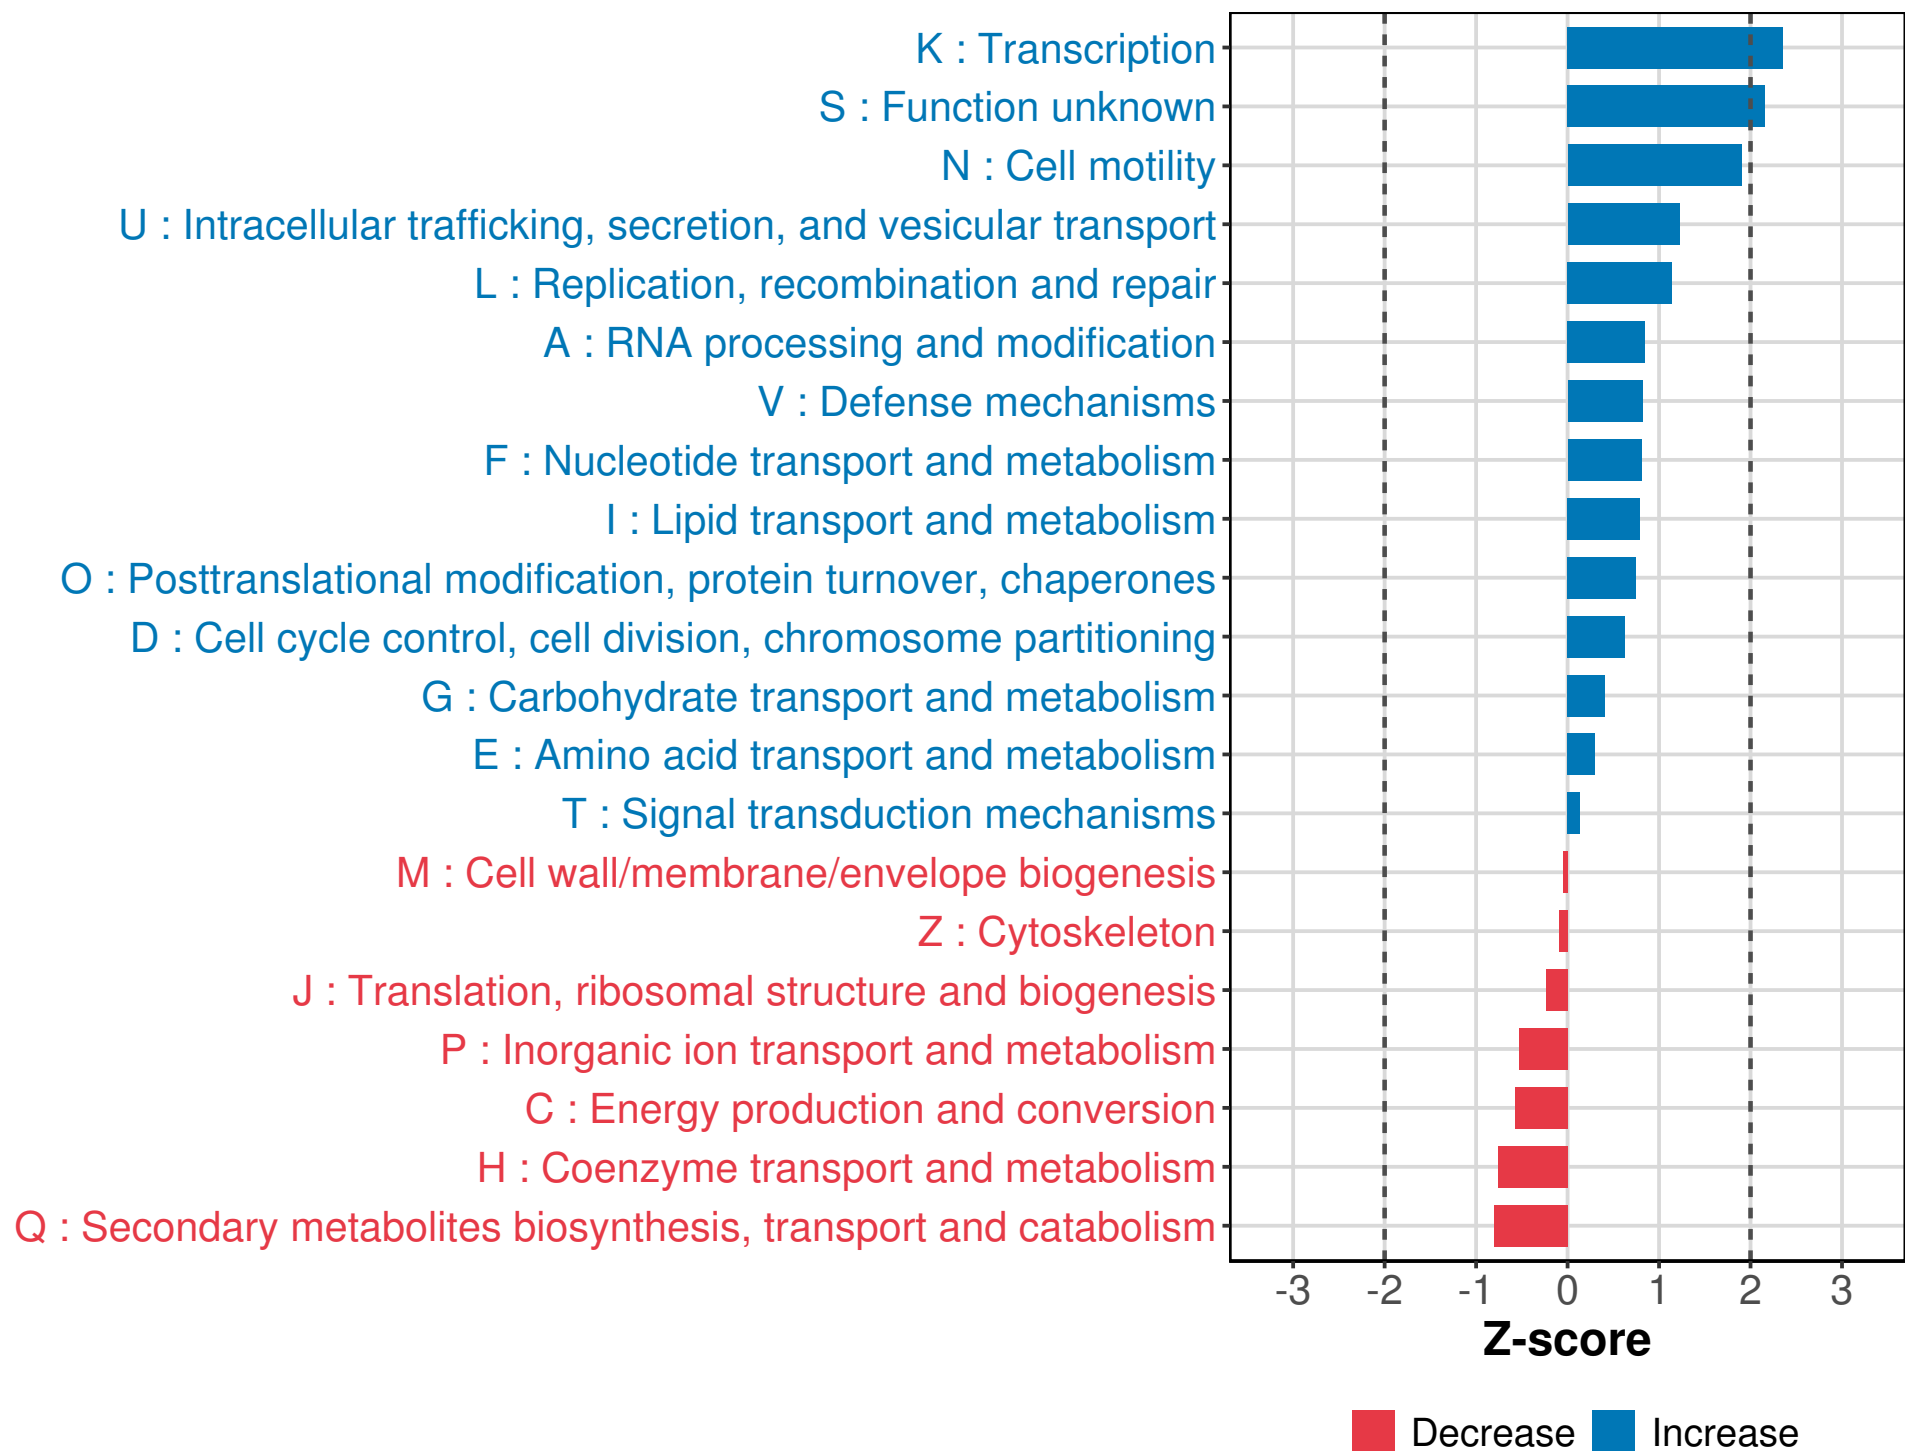 K : Transcription
S : Function unknown
N : Cell motility
U : Intracellular trafficking, secretion, and vesicular transport
L : Replication, recombination and repair
A : RNA processing and modification
V : Defense mechanisms
F : Nucleotide transport and metabolism
I : Lipid transport and metabolism
O : Posttranslational modification, protein turnover, chaperones
D : Cell cycle control, cell division, chromosome partitioning
G : Carbohydrate transport and metabolism
E : Amino acid transport and metabolism
T : Signal transduction mechanisms
M : Cell wall/membrane/envelope biogenesis
Z : Cytoskeleton
J : Translation, ribosomal structure and biogenesis
P : Inorganic ion transport and metabolism
C : Energy production and conversion
H : Coenzyme transport and metabolism
Q : Secondary metabolites biosynthesis, transport and catabolism
-3 -2 -1 0 1 2 3
Z-score
Decrease Increase